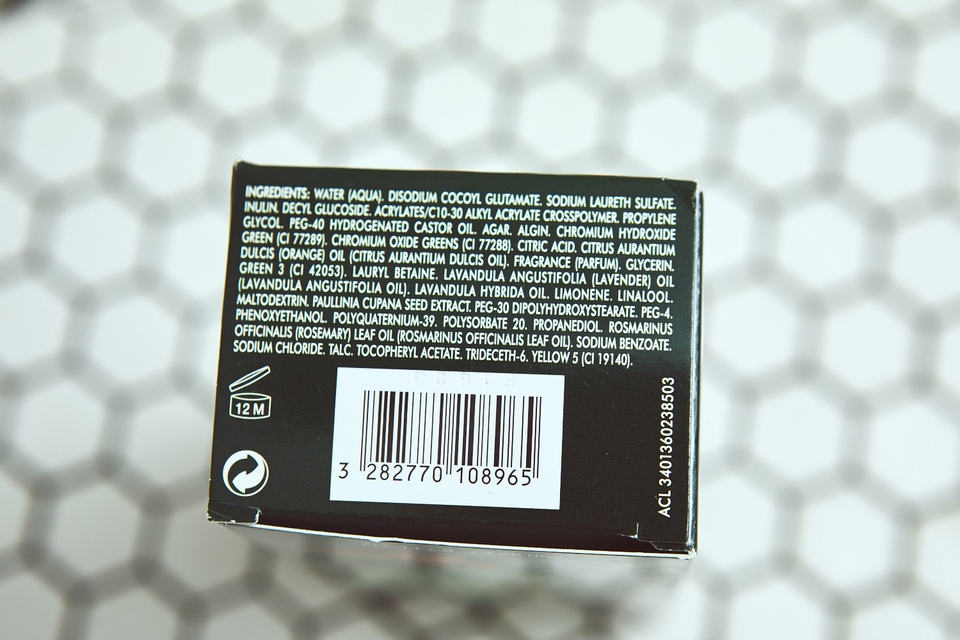 INGREDIENTS: WATER (AQUA). DISODIUM COCOYL GLUTAMATE. SODIUM LAURETH SULFATE.
INULIN. DECYL GLUCOSIDE. ACRYLATES/C10-30 ALKYL ACRYLATE CROSSPOLYMER. PROPYLENE
GLYCOL. PEG-40 HYDROGENATED CASTOR OIL. AGAR. ALGIN. CHROMIUM HYDROXIDE
GREEN (CI 77289). CHROMIUM OXIDE GREENS (CI 77288). CITRIC ACID. CITRUS AURANTIUM
DULCIS (ORANGE) OIL (CITRUS AURANTIUM DULCIS OIL). FRAGRANCE (PARFUM). GLYCERIN.
GREEN 3 (CI 42053). LAURYL BETAINE. LAVANDULA ANGUSTIFOLIA (LAVENDER) OIL
(LAVANDULA ANGUSTIFOLIA OIL). LAVANDULA HYBRIDA OIL. LIMONENE. LINALOOL.
MALTODEXTRIN. PAULLINIA CUPANA SEED EXTRACT. PEG-30 DIPOLYHYDROXYSTEARATE. PEG-4.
PHENOXYETHANOL. POLYQUATERNIUM-39. POLYSORBATE 20. PROPANEDIOL. ROSMARINUS
OFFICINALIS (ROSEMARY) LEAF OIL (ROSMARINUS OFFICINALIS LEAF OIL). SODIUM BENZOATE.
SODIUM CHLORIDE. TALC. TOCOPHERYL ACETATE. TRIDECETH-6. YELLOW 5 (CI 19140).
12 M
3 282770 108965
ACL 3401360238503